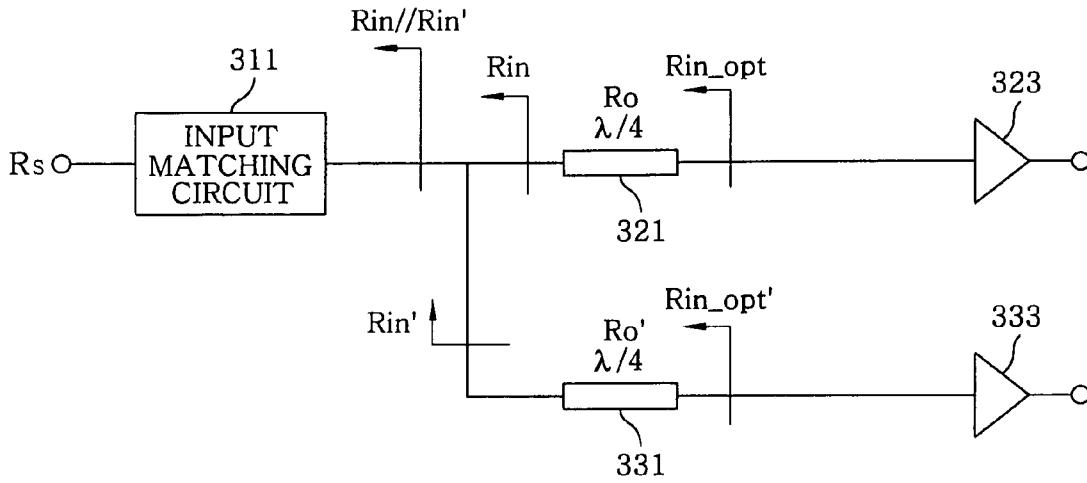 Rin//Rin'
311
Rin
Rin_opt
323
Ro
λ/4
Rs
INPUT
MATCHING
CIRCUIT
321
Rin'
Rin_opt'
333
Ro'
λ/4
331